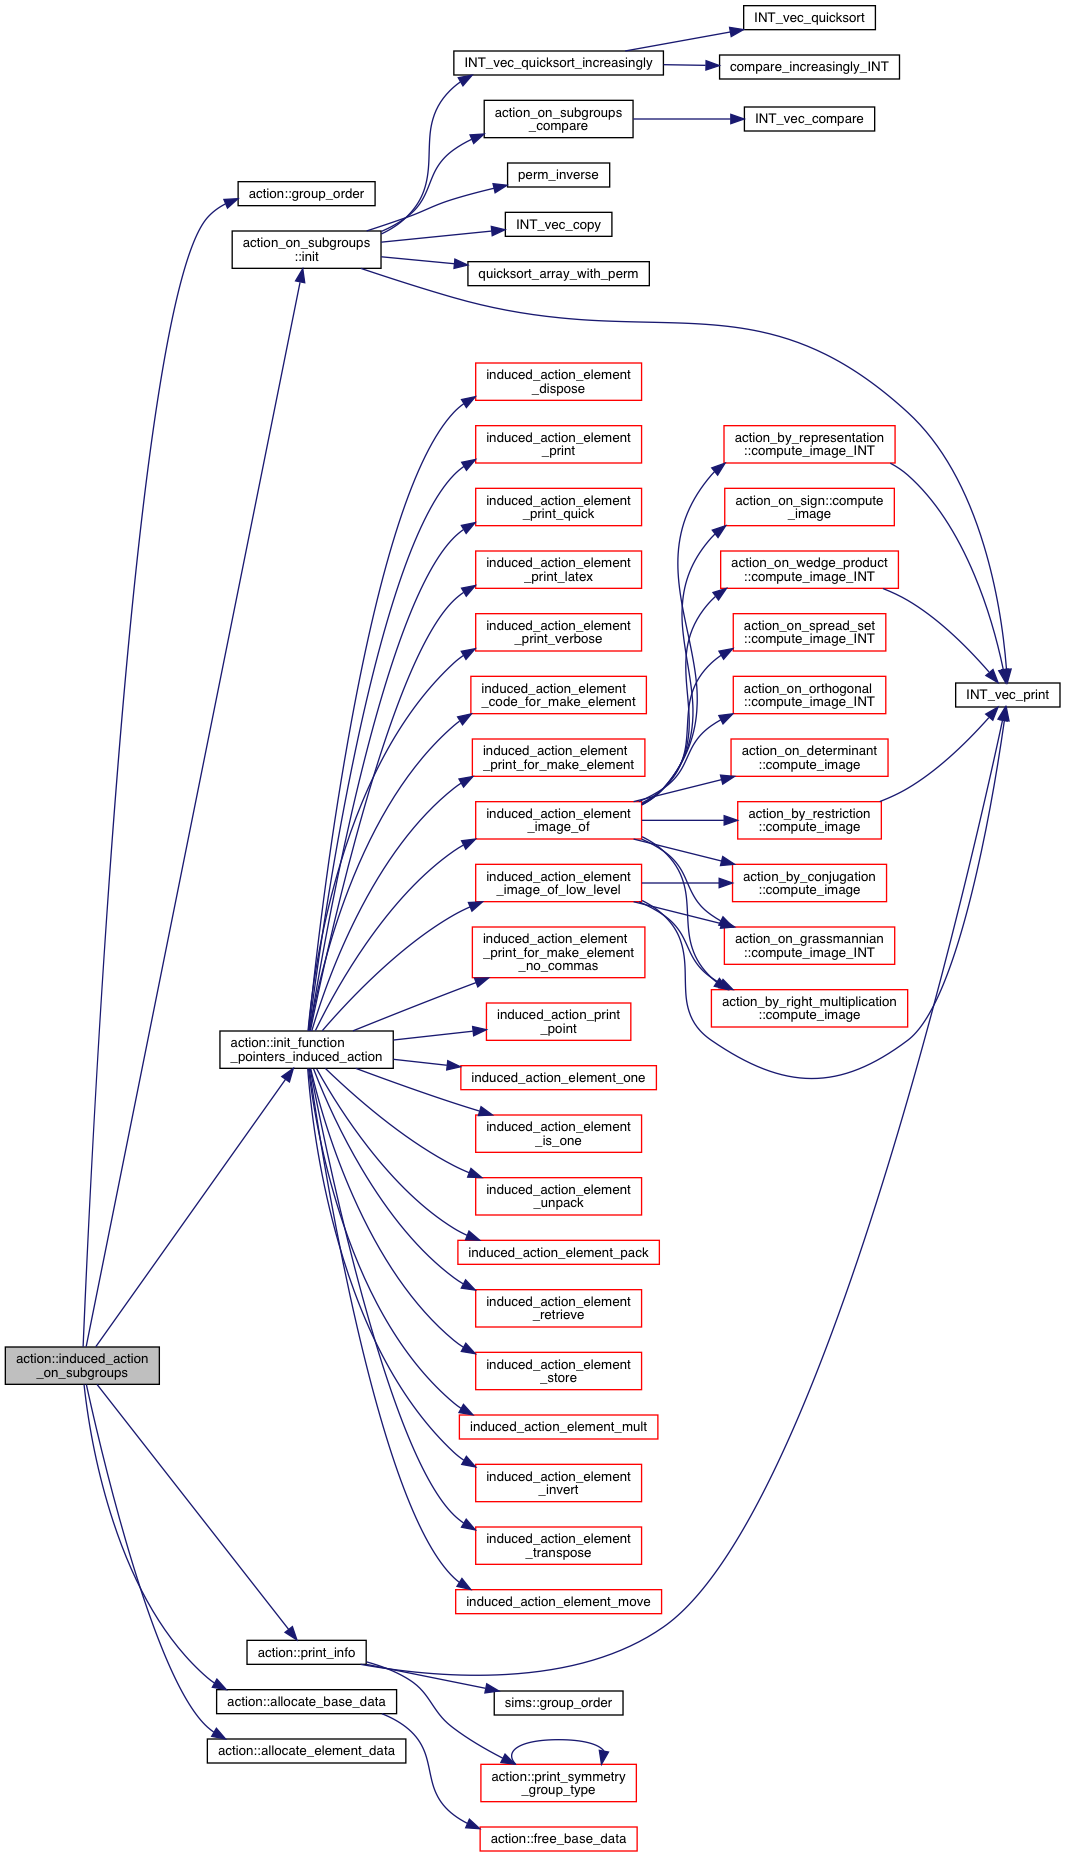 INT_vec_quicksort
INT_vec_quicksort_increasingly
compare_increasingly_INT
action_on_subgroups
_compare
INT_vec_compare
perm_inverse
action::group_order
INT_vec_copy
action_on_subgroups
::init
quicksort_array_with_perm
induced_action_element
_dispose
induced_action_element
_print
action_by_representation
::compute_image_INT
induced_action_element
_print_quick
action_on_sign::compute
_image
induced_action_element
_print_latex
action_on_wedge_product
::compute_image_INT
induced_action_element
_print_verbose
action_on_spread_set
::compute_image_INT
induced_action_element
_code_for_make_element
action_on_orthogonal
::compute_image_INT
INT_vec_print
induced_action_element
_print_for_make_element
action_on_determinant
::compute_image
induced_action_element
_image_of
action_by_restriction
::compute_image
induced_action_element
_image_of_low_level
action_by_conjugation
::compute_image
induced_action_element
_print_for_make_element
_no_commas
action_on_grassmannian
::compute_image_INT
action_by_right_multiplication
::compute_image
induced_action_print
_point
action::init_function
_pointers_induced_action
induced_action_element_one
induced_action_element
_is_one
induced_action_element
_unpack
induced_action_element_pack
induced_action_element
_retrieve
action::induced_action
_on_subgroups
induced_action_element
_store
induced_action_element_mult
induced_action_element
_invert
induced_action_element
_transpose
induced_action_element_move
action::print_info
action::allocate_base_data
sims::group_order
action::allocate_element_data
action::print_symmetry
_group_type
action::free_base_data